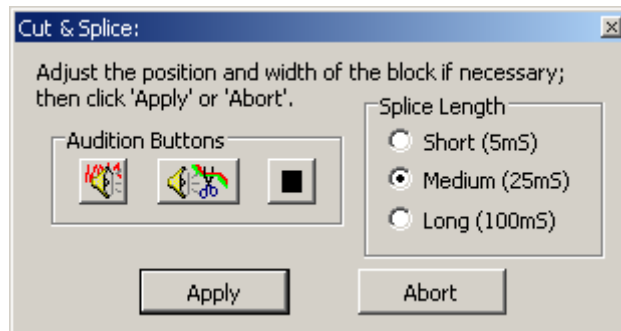 Cut & Splice:
Adjust the position and width of the block if necessary;
then click 'Apply' or 'Abort'.
Splice Length
Audition Buttons
Short (5mS)
Medium (25mS)
Long (100mS)
Apply
Abort